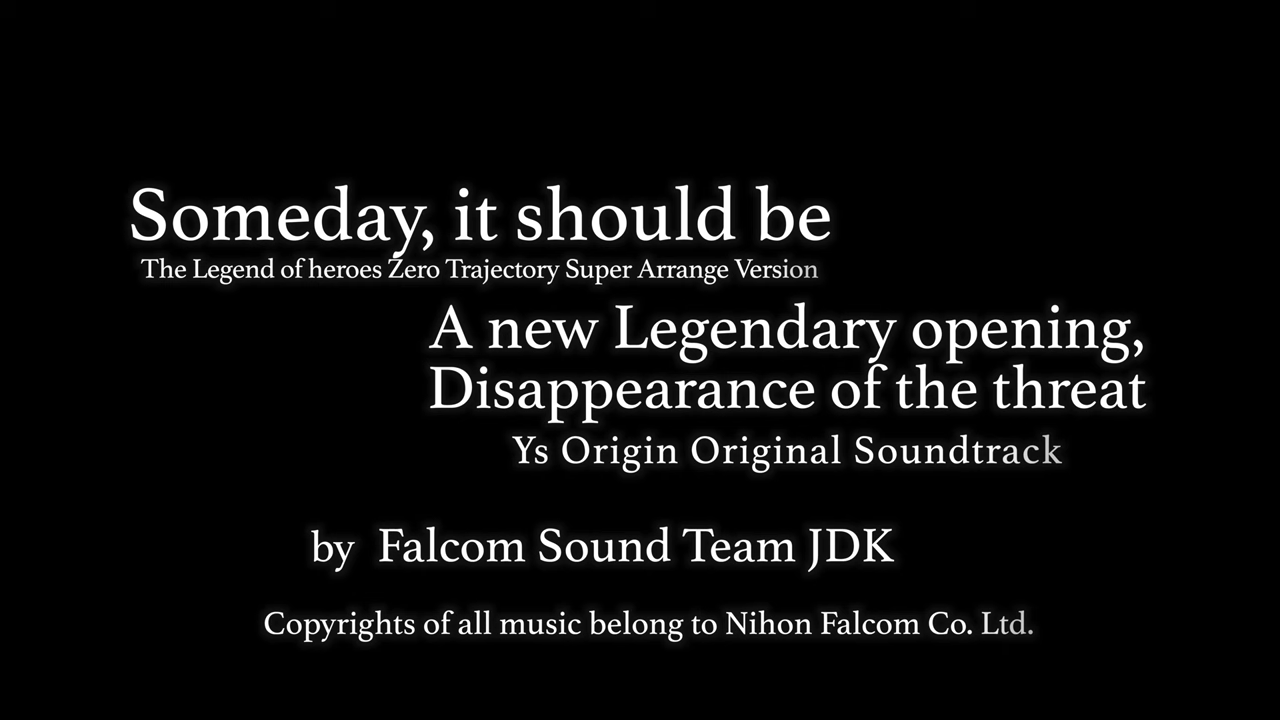 Someday, it should be
The Legend of heroes Zero Trajectory Super Arrange Version
A new Legendary opening,
Disappearance of the threat
Ys Origin Original Soundtrack
by Falcom Sound Team JDK
Copyrights of all music belong to Nihon Falcom Co. Ltd.